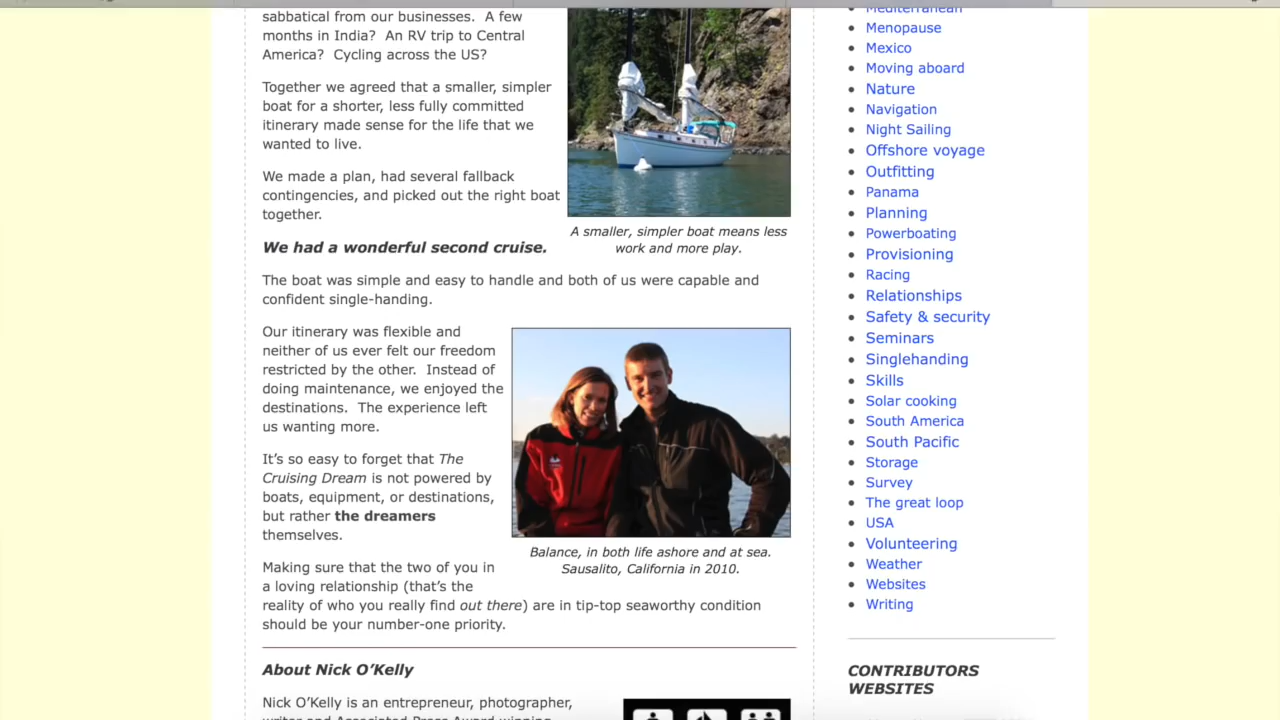 sabbatical from our businesses. A few
months in India? An RV trip to Central
America? Cycling across the US?
Together we agreed that a smaller, simpler
boat for a shorter, less fully committed
itinerary made sense for the life that we
wanted to live.
We made a plan, had several fallback
contingencies, and picked out the right boat
together.
A smaller, simpler boat means less
work and more play.
We had a wonderful second cruise.
The boat was simple and easy to handle and both of us were capable and
confident single-handing.
Our itinerary was flexible and
neither of us ever felt our freedom
restricted by the other. Instead of
doing maintenance, we enjoyed the
destinations. The experience left
us wanting more.
It’s so easy to forget that The
Cruising Dream is not powered by
boats, equipment, or destinations,
but rather the dreamers
themselves.
Balance, in both life ashore and at sea.
Sausalito, California in 2010.
Making sure that the two of you in
a loving relationship (that’s the
reality of who you really find out there) are in tip-top seaworthy condition
should be your number-one priority.
About Nick O’Kelly
Nick O’Kelly is an entrepreneur, photographer,
writer and Associated Press Award winning
Mediterranean
Menopause
Mexico
Moving aboard
Nature
Navigation
Night Sailing
Offshore voyage
Outfitting
Panama
Planning
Powerboating
Provisioning
Racing
Relationships
Safety & security
Seminars
Singlehanding
Skills
Solar cooking
South America
South Pacific
Storage
Survey
The great loop
USA
Volunteering
Weather
Websites
Writing
CONTRIBUTORS
WEBSITES